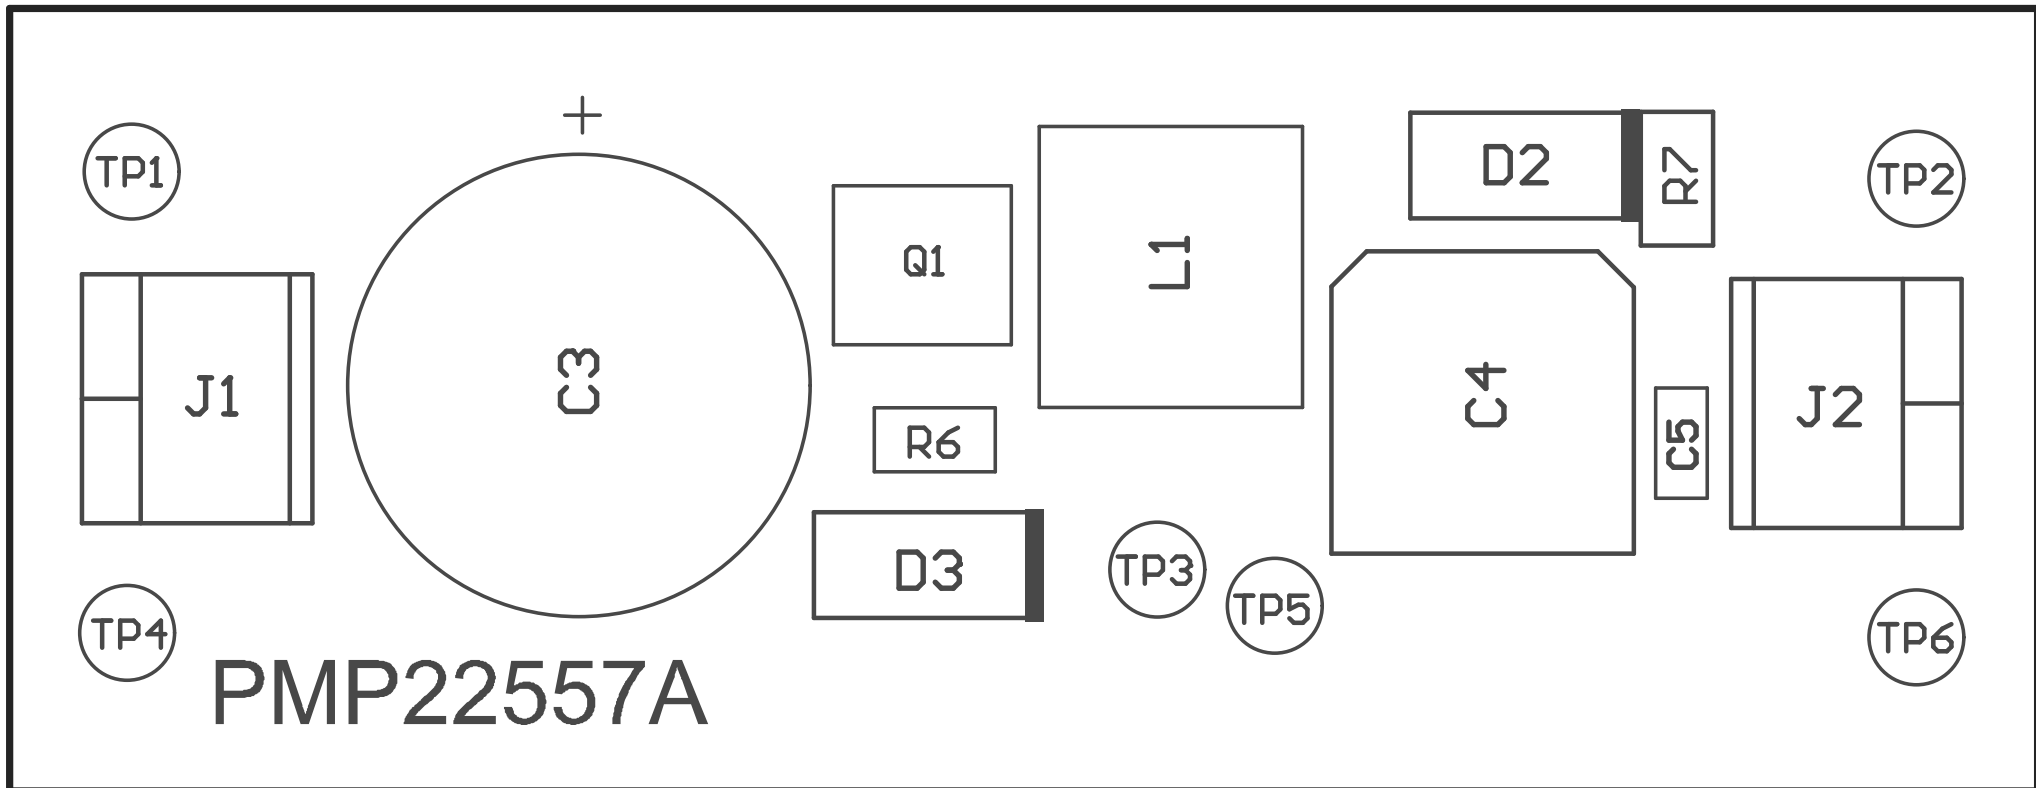 +
TP1
D2
R7
TP2
Q1
L1
J1
C3
C4
J2
R6
C5
D3
TP3
TP5
TP4
TP6
PMP22557A